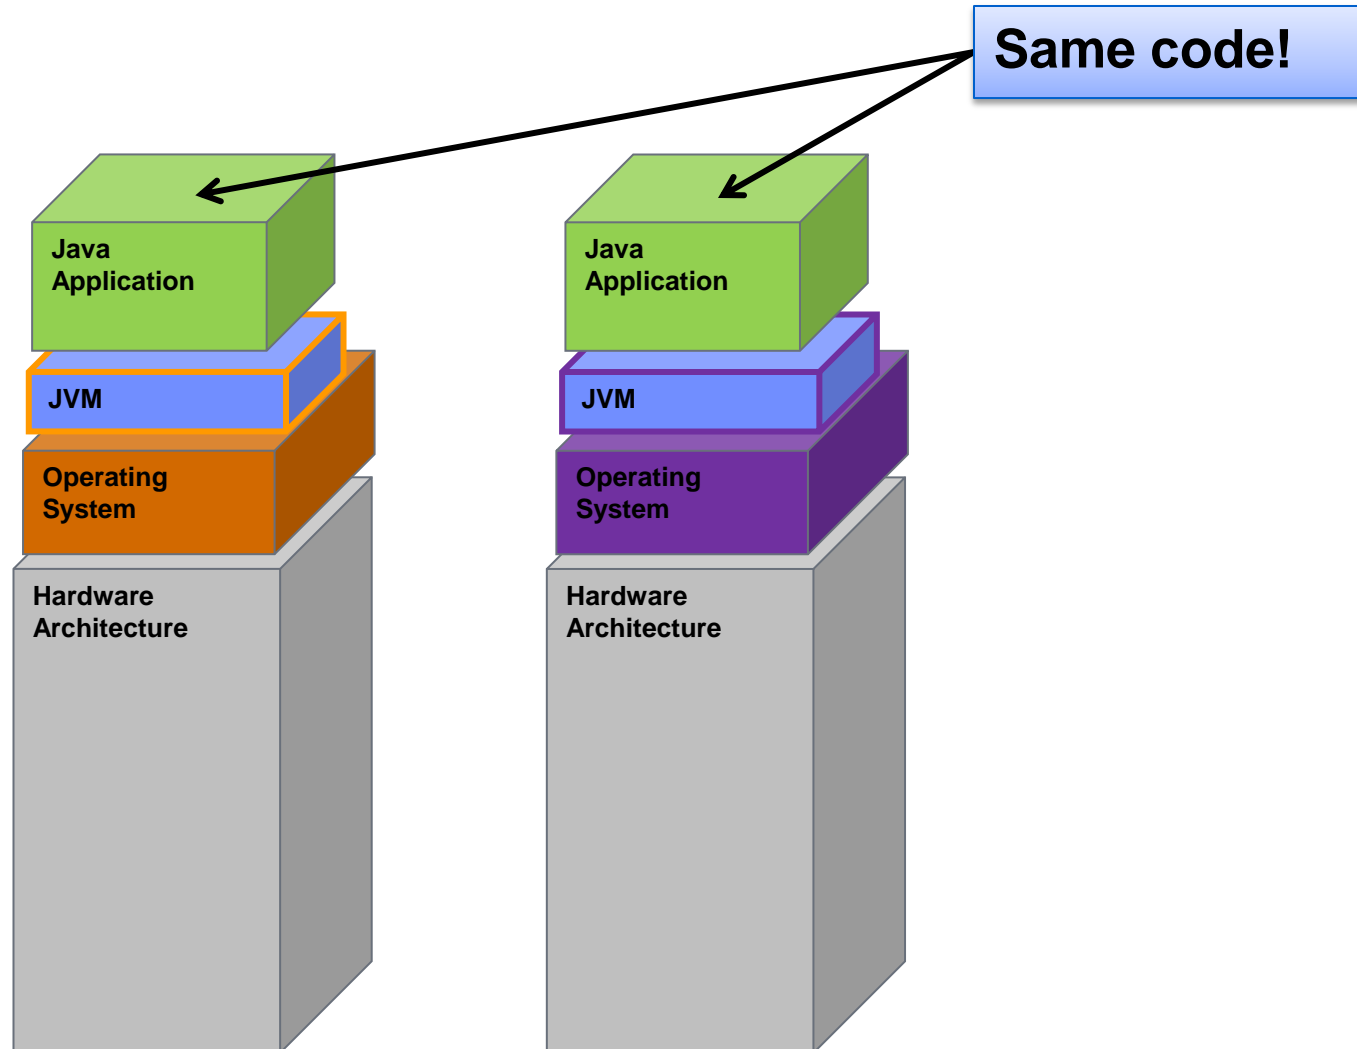 Same code!
Java
Application
JVM
Operating
System
Hardware
Architecture
Java
Application
JVM
Operating
System
Hardware
Architecture